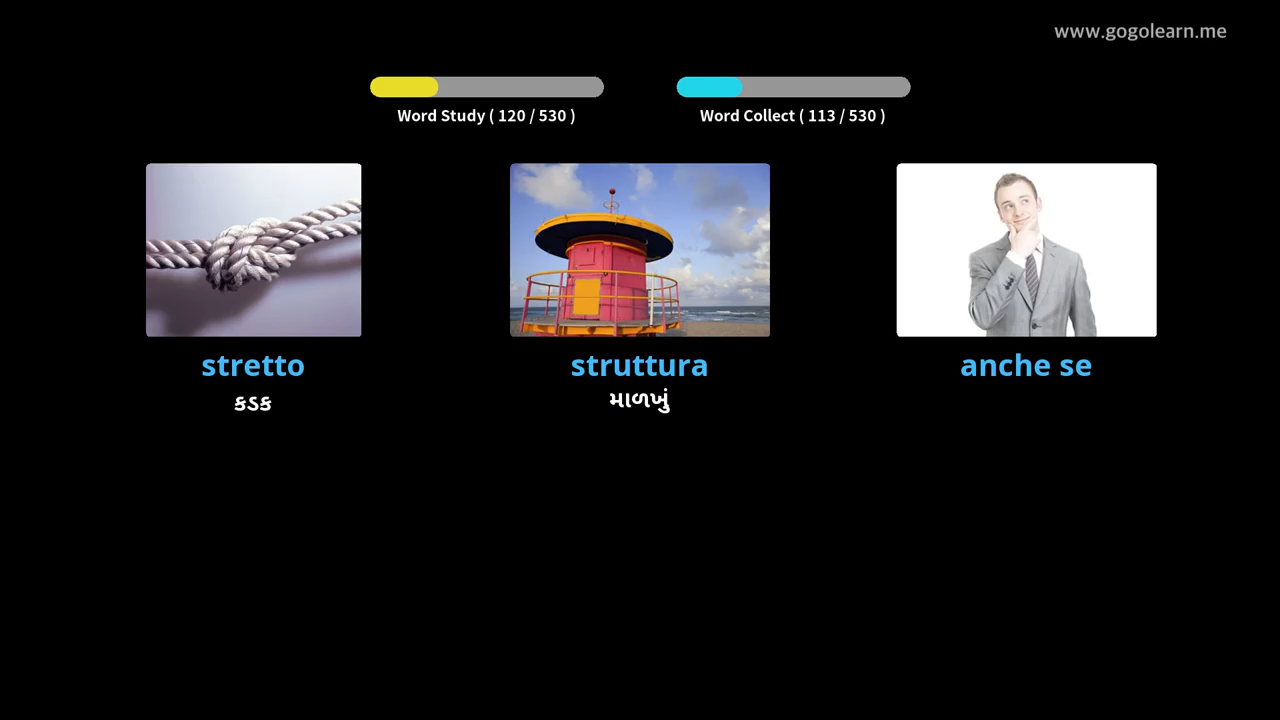 www.gogolearn.me
Word Study ( 120 / 530 )
Word Collect ( 113 / 530 )
stretto
struttura
anche se
કડક
માળખું